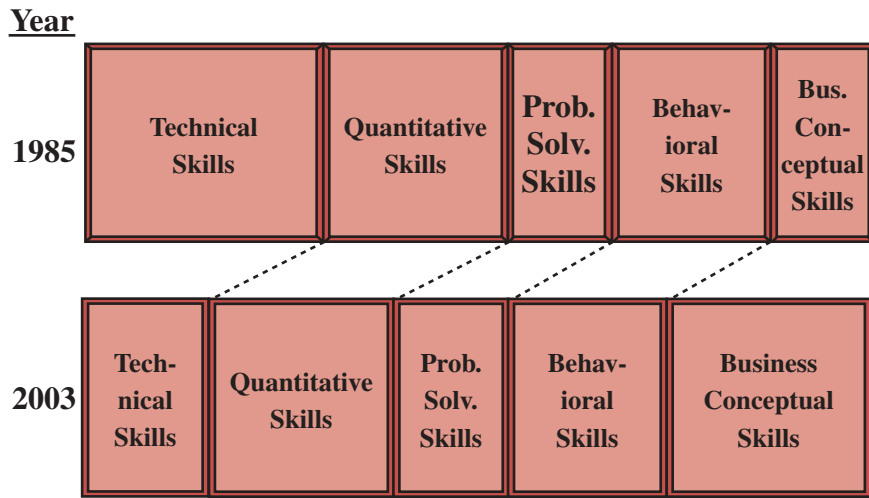 Year
1985
Technical
Skills
Quantitative
Skills
Prob.
Solv.
Skills
Behav-
ioral
Skills
Bus.
Con-
ceptual
Skills
2003
Tech-
nical
Skills
Quantitative
Skills
Prob.
Solv.
Skills
Behav-
ioral Skills
Business
Conceptual
Skills